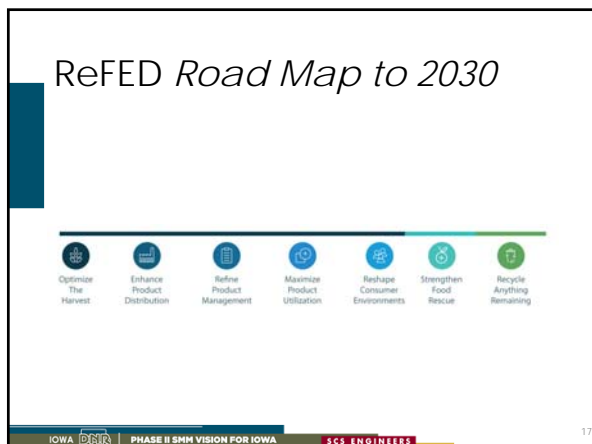 ReFED Road Map to 2030
Optimize
The
Harvest
Enhance
Product
Distribution
Refine
Product
Management
Maximize
Product
Utilization
Reshape
Consumer
Environments
Strengthen
Food
Rescue
Recycle
Anything
Remaining
IOWA DNR PHASE II SMM VISION FOR IOWA SCS ENGINEERS
17